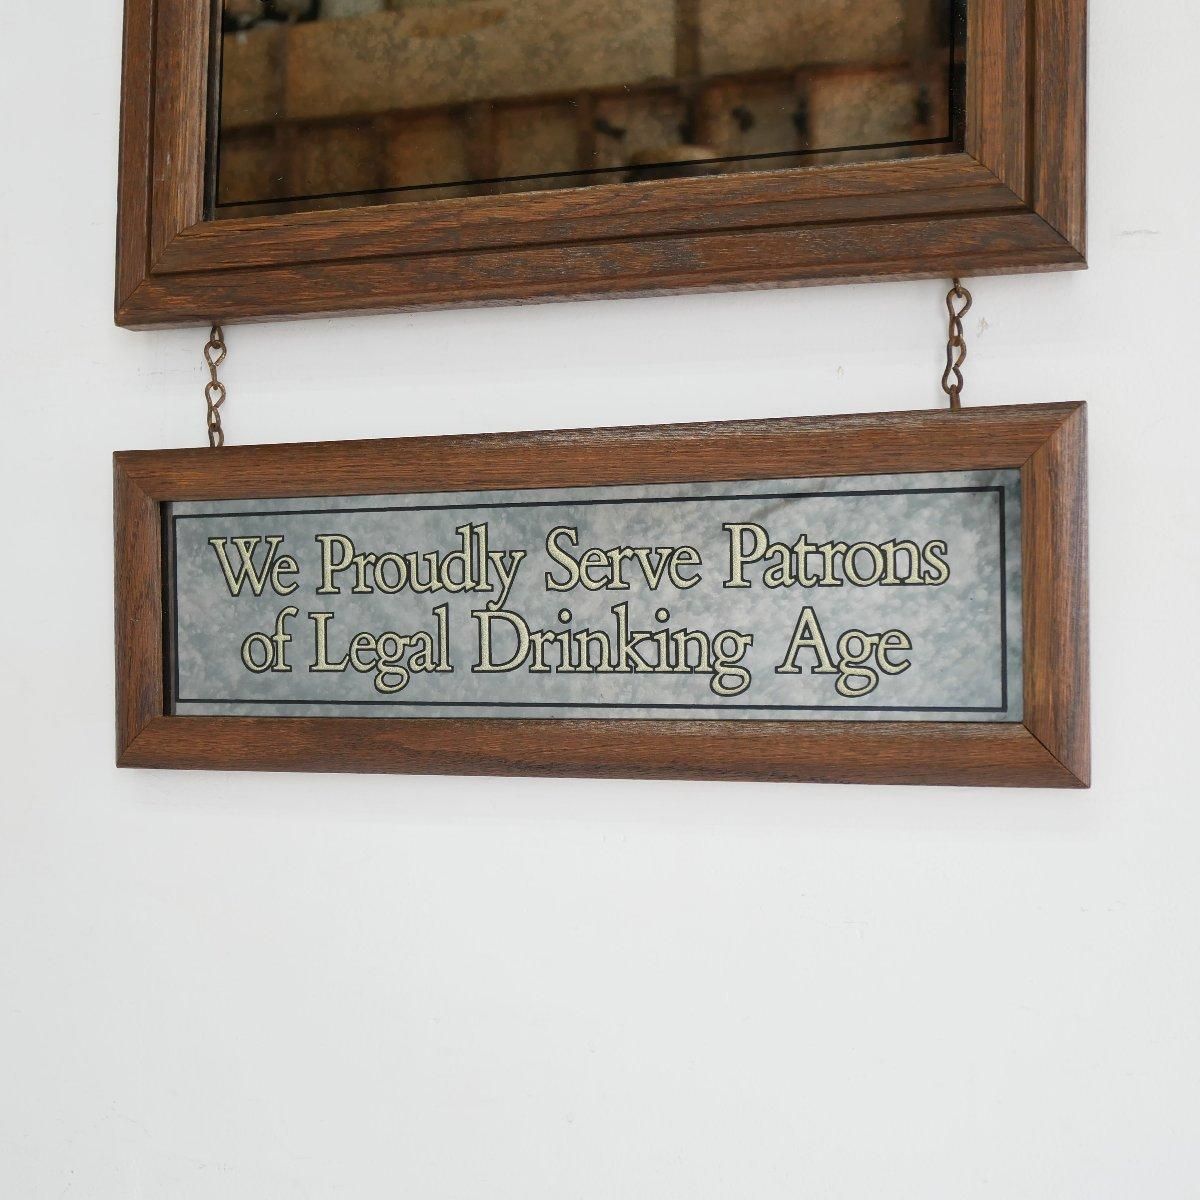 We Proudly Serve Patrons
of Legal Drinking Age